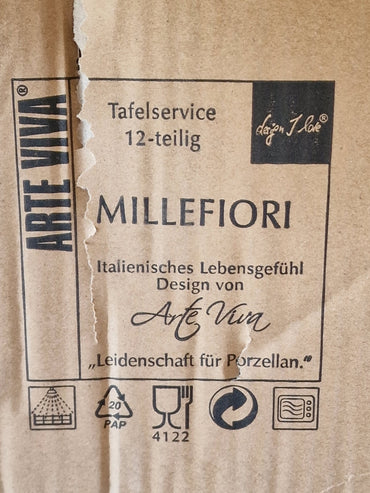 ARTE VIVA®
Tafelservice
12-teilig
design I love®
MILLEFIORI
Italienisches Lebensgefühl
Design von
Arte Viva
„Leidenschaft für Porzellan.“
20
PAP
4122